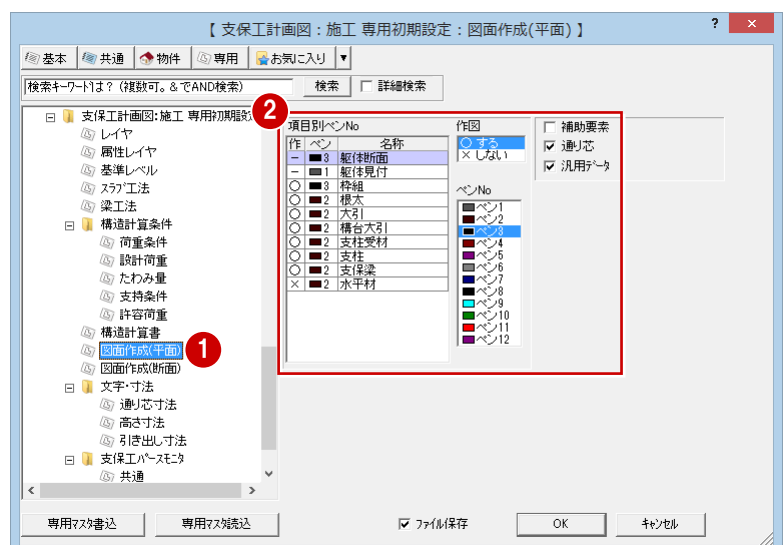 【 支保工計画図：施工 専用初期設定：図面作成(平面) 】
? ×
基本 共通 物件 専用 お気に入り ▼
検索キーワードは？(複数可。&でAND検索) 検索 詳細検索
支保工計画図:施工 専用初期設
レイヤ
属性レイヤ
基準レベル
スラブ工法
梁工法
構造計算条件
荷重条件
設計荷重
たわみ量
支持条件
許容荷重
構造計算書
図面作成(平面)
図面作成(断面)
文字・寸法
通り芯寸法
高さ寸法
引き出し寸法
支保工パースモニタ
共通
1
2
項目別ペンNo
作 ペン 名称
－ 3 躯体断面
－ 1 躯体見付
○ 3 枠組
○ 2 根太
○ 2 大引
○ 2 構台大引
○ 2 支柱受材
○ 2 支柱
○ 2 支保梁
× 2 水平材
作図
○ する
× しない
ペンNo
ペン1
ペン2
ペン3
ペン4
ペン5
ペン6
ペン7
ペン8
ペン9
ペン10
ペン11
ペン12
補助要素
通り芯
汎用データ
専用マスタ書込 専用マスタ読込 ファイル保存 OK キャンセル